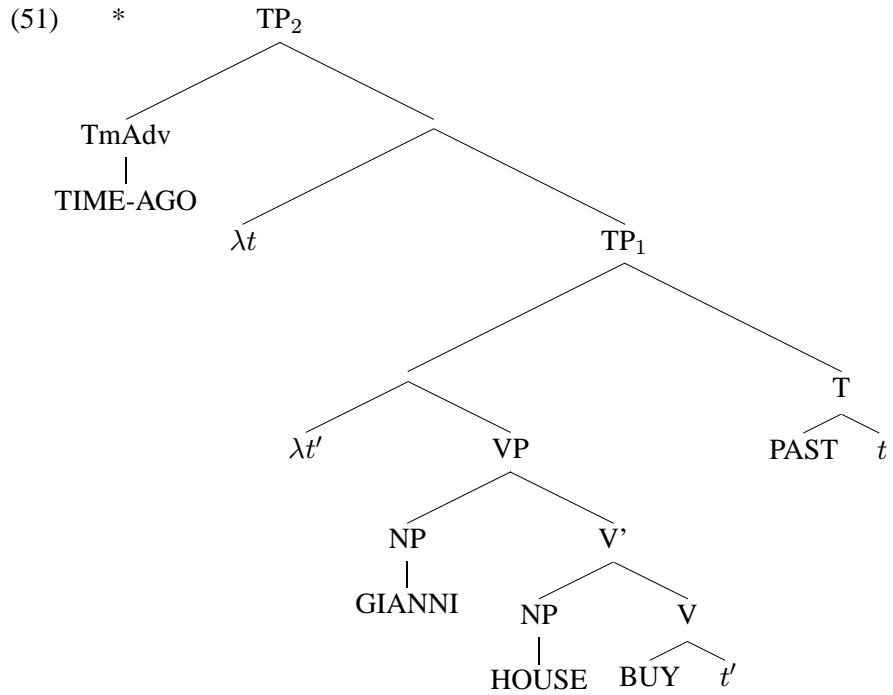 (51) * TP₂
TmAdv
TIME-AGO
λt TP₁
T
λt′ VP PAST t
NP V’
GIANNI NP V
HOUSE BUY t′